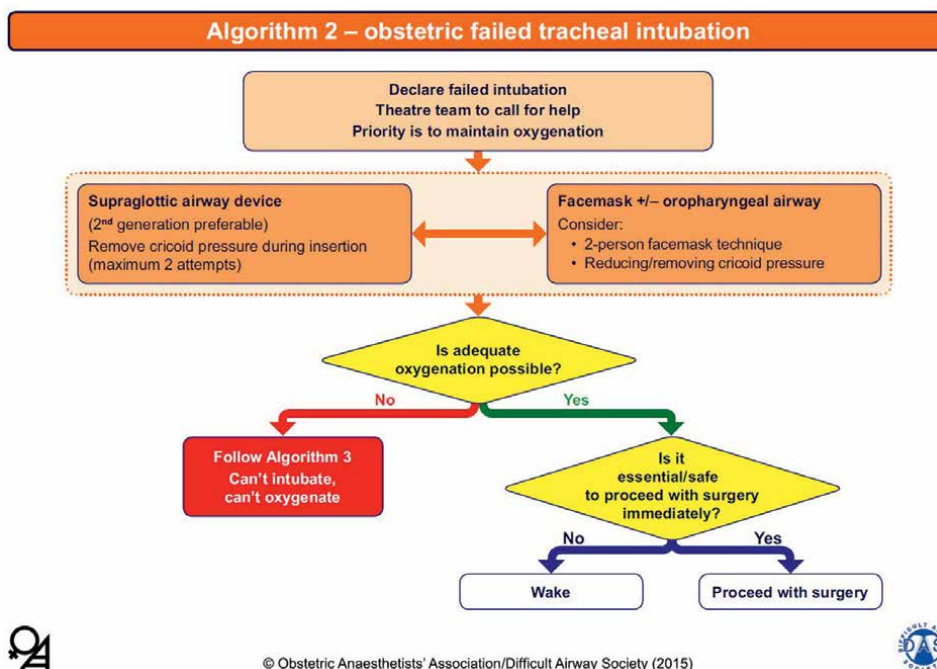 Algorithm 2 – obstetric failed tracheal intubation
Declare failed intubation
Theatre team to call for help
Priority is to maintain oxygenation
Supraglottic airway device
(2nd generation preferable)
Remove cricoid pressure during insertion
(maximum 2 attempts)
Facemask +/– oropharyngeal airway
Consider:
• 2-person facemask technique
• Reducing/removing cricoid pressure
Is adequate
oxygenation possible?
No
Yes
Follow Algorithm 3
Can't intubate,
can't oxygenate
Is it
essential/safe
to proceed with surgery
immediately?
No
Yes
Wake
Proceed with surgery
© Obstetric Anaesthetists' Association/Difficult Airway Society (2015)
DAS